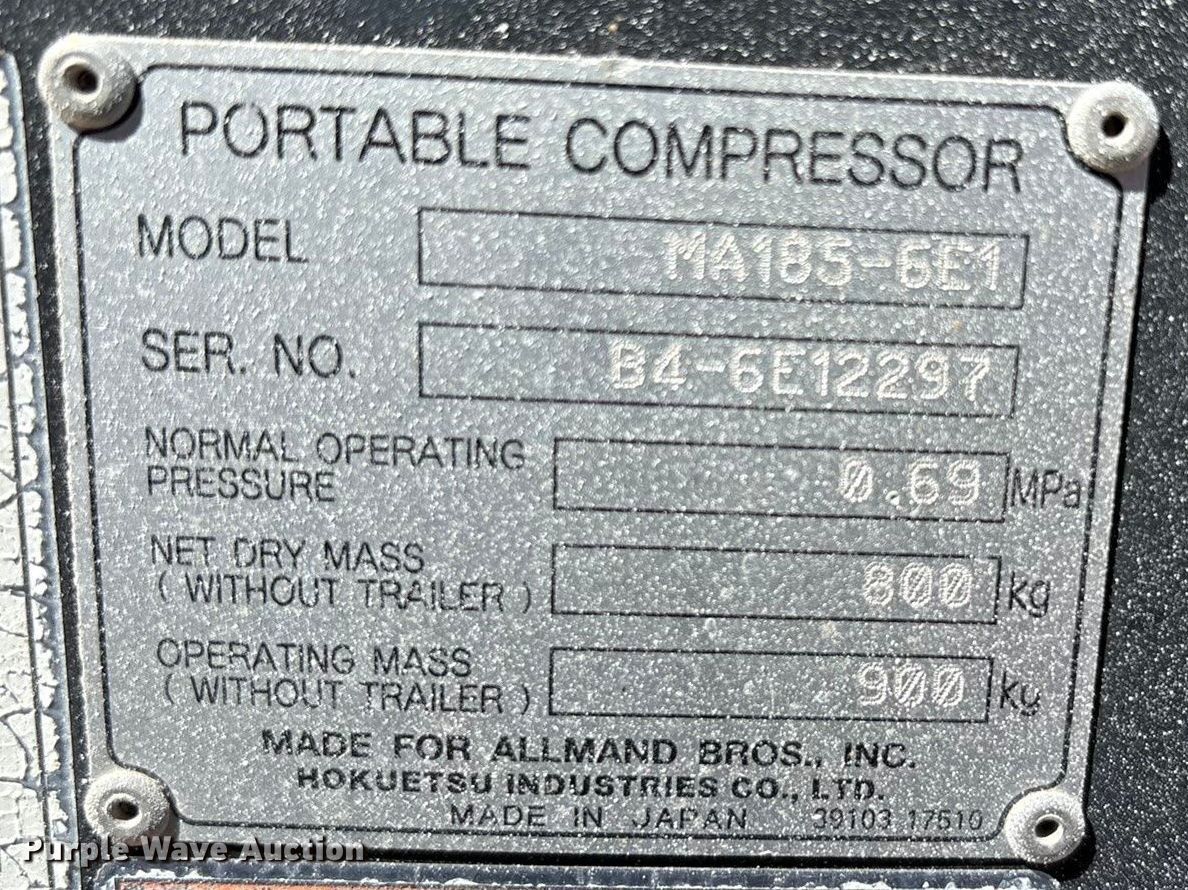 PORTABLE COMPRESSOR
MODEL MA185-6E1
SER. NO. B4-6E12297
NORMAL OPERATING
PRESSURE 0.69 MPa
NET DRY MASS
( WITHOUT TRAILER ) 800 kg
OPERATING MASS
( WITHOUT TRAILER ) 900 kg
MADE FOR ALLMAND BROS., INC.
HOKUETSU INDUSTRIES CO., LTD.
MADE IN JAPAN 39103 17510
Purple Wave Auction